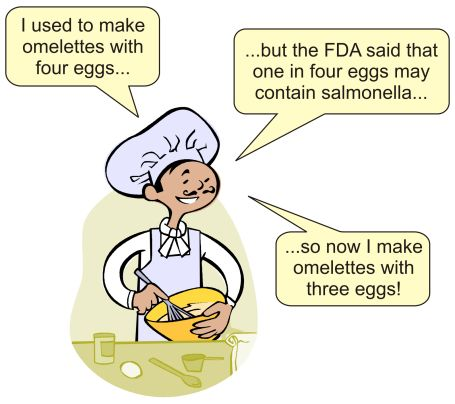 I used to make
omelettes with
four eggs...
...but the FDA said that
one in four eggs may
contain salmonella...
...so now I make
omelettes with
three eggs!